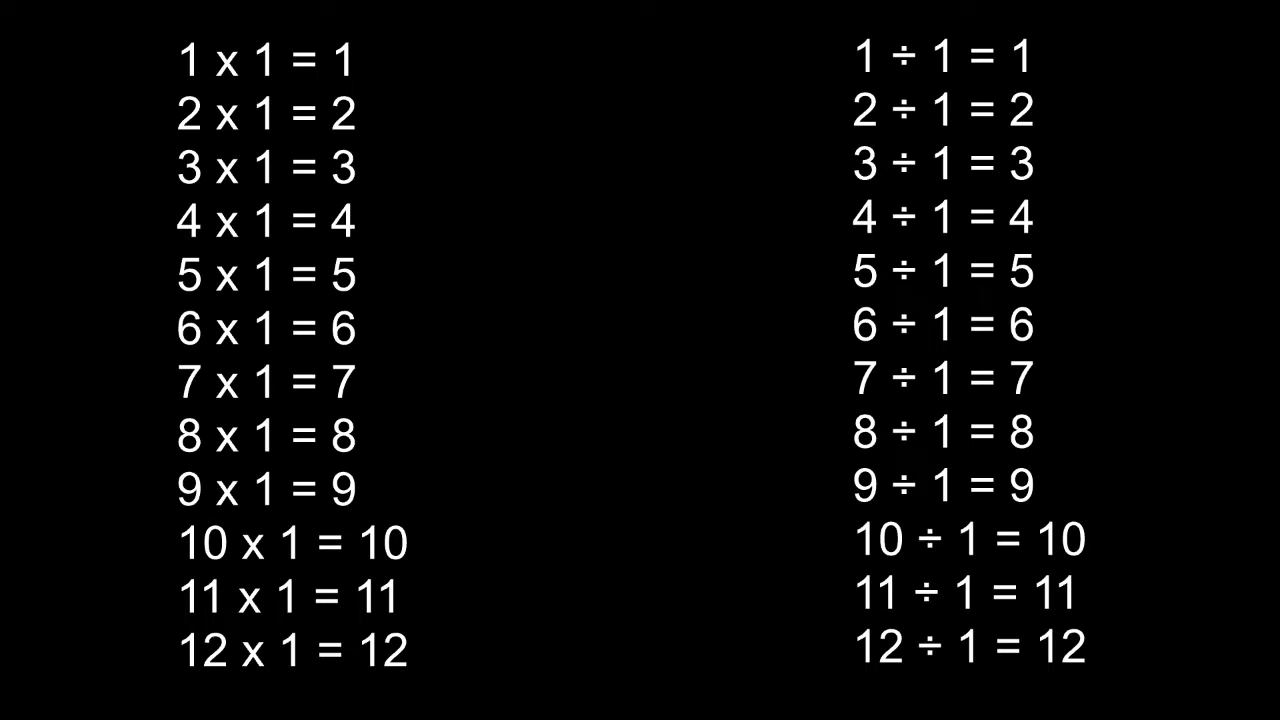 1 x 1 = 1
2 x 1 = 2
3 x 1 = 3
4 x 1 = 4
5 x 1 = 5
6 x 1 = 6
7 x 1 = 7
8 x 1 = 8
9 x 1 = 9
10 x 1 = 10
11 x 1 = 11
12 x 1 = 12
1 ÷ 1 = 1
2 ÷ 1 = 2
3 ÷ 1 = 3
4 ÷ 1 = 4
5 ÷ 1 = 5
6 ÷ 1 = 6
7 ÷ 1 = 7
8 ÷ 1 = 8
9 ÷ 1 = 9
10 ÷ 1 = 10
11 ÷ 1 = 11
12 ÷ 1 = 12